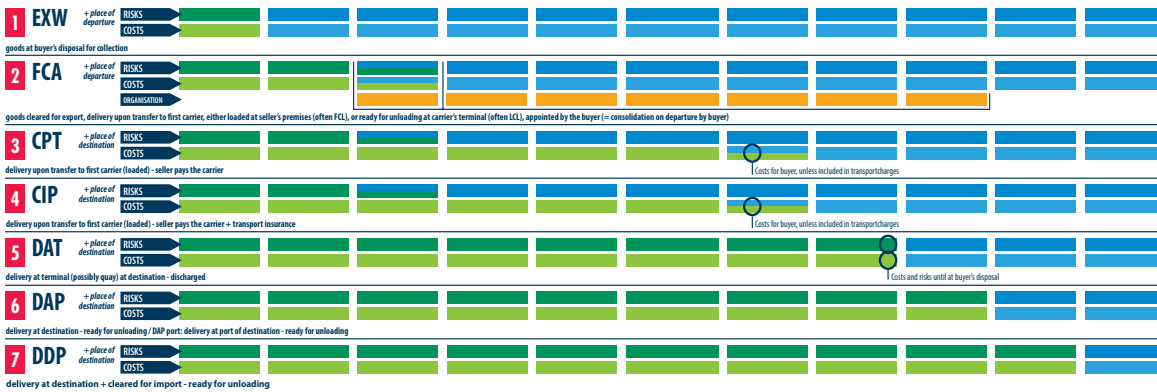 1 EXW + place of departure RISKS
COSTS
goods at buyer's disposal for collection
2 FCA + place of departure RISKS
COSTS
ORGANISATION
goods cleared for export, delivery upon transfer to first carrier, either loaded at seller's premises (often FCL), or ready for unloading at carrier's terminal (often LCL), appointed by the buyer (= consolidation on departure by buyer)
3 CPT + place of destination RISKS
COSTS
delivery upon transfer to first carrier (loaded) - seller pays the carrier
Costs for buyer, unless included in transportcharges
4 CIP + place of destination RISKS
COSTS
delivery upon transfer to first carrier (loaded) - seller pays the carrier + transport insurance
Costs for buyer, unless included in transportcharges
5 DAT + place of destination RISKS
COSTS
delivery at terminal (possibly quay) at destination - discharged
Costs and risks until at buyer's disposal
6 DAP + place of destination RISKS
COSTS
delivery at destination - ready for unloading / DAP port: delivery at port of destination - ready for unloading
7 DDP + place of destination RISKS
COSTS
delivery at destination + cleared for import - ready for unloading